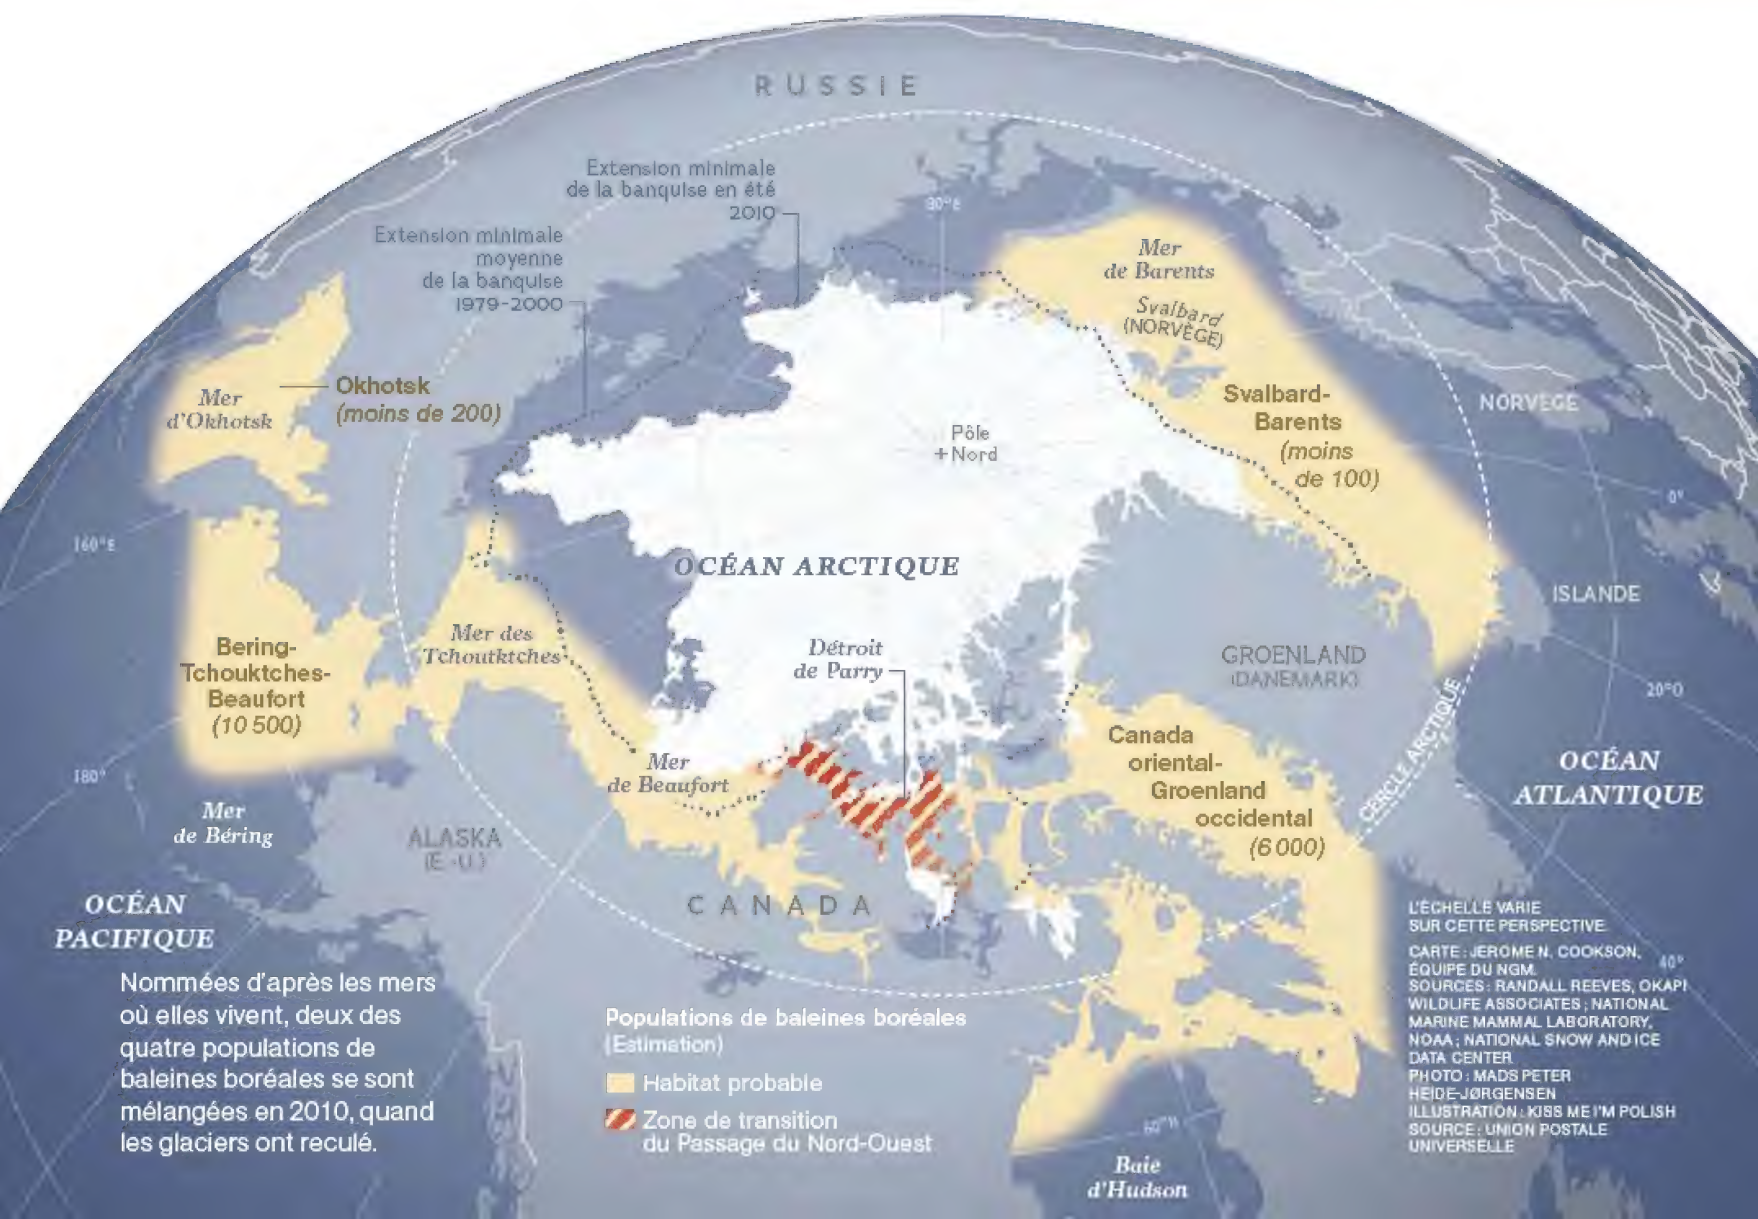 RUSSIE
Extension minimale
de la banquise en été
2010
Extension minimale
moyenne
de la banquise
1979-2000
90°E
Mer
de Barents
Svalbard
(NORVÈGE)
Okhotsk
(moins de 200)
Mer
d'Okhotsk
Svalbard-
Barents
(moins
de 100)
NORVÈGE
Pôle
+Nord
0°
160°E
OCÉAN ARCTIQUE
ISLANDE
Bering-
Tchouktches-
Beaufort
(10 500)
Mer des
Tchoutktches
Détroit
de Parry
GROENLAND
(DANEMARK)
20°O
CERCLE ARCTIQUE
Canada
oriental-
Groenland
occidental
(6 000)
Mer
de Beaufort
180°
OCÉAN
ATLANTIQUE
Mer
de Béring
ALASKA
(É.-U.)
CANADA
OCÉAN
PACIFIQUE
Nommées d'après les mers
où elles vivent, deux des
quatre populations de
baleines boréales se sont
mélangées en 2010, quand
les glaciers ont reculé.
Populations de baleines boréales
(Estimation)
Habitat probable
Zone de transition
du Passage du Nord-Ouest
60°N
Baie
d'Hudson
40°
L'ÉCHELLE VARIE
SUR CETTE PERSPECTIVE
CARTE : JEROME N. COOKSON,
ÉQUIPE DU NGM.
SOURCES : RANDALL REEVES, OKAPI
WILDLIFE ASSOCIATES ; NATIONAL
MARINE MAMMAL LABORATORY,
NOAA ; NATIONAL SNOW AND ICE
DATA CENTER
PHOTO : MADS PETER
HEIDE-JØRGENSEN
ILLUSTRATION : KISS ME I'M POLISH
SOURCE : UNION POSTALE
UNIVERSELLE